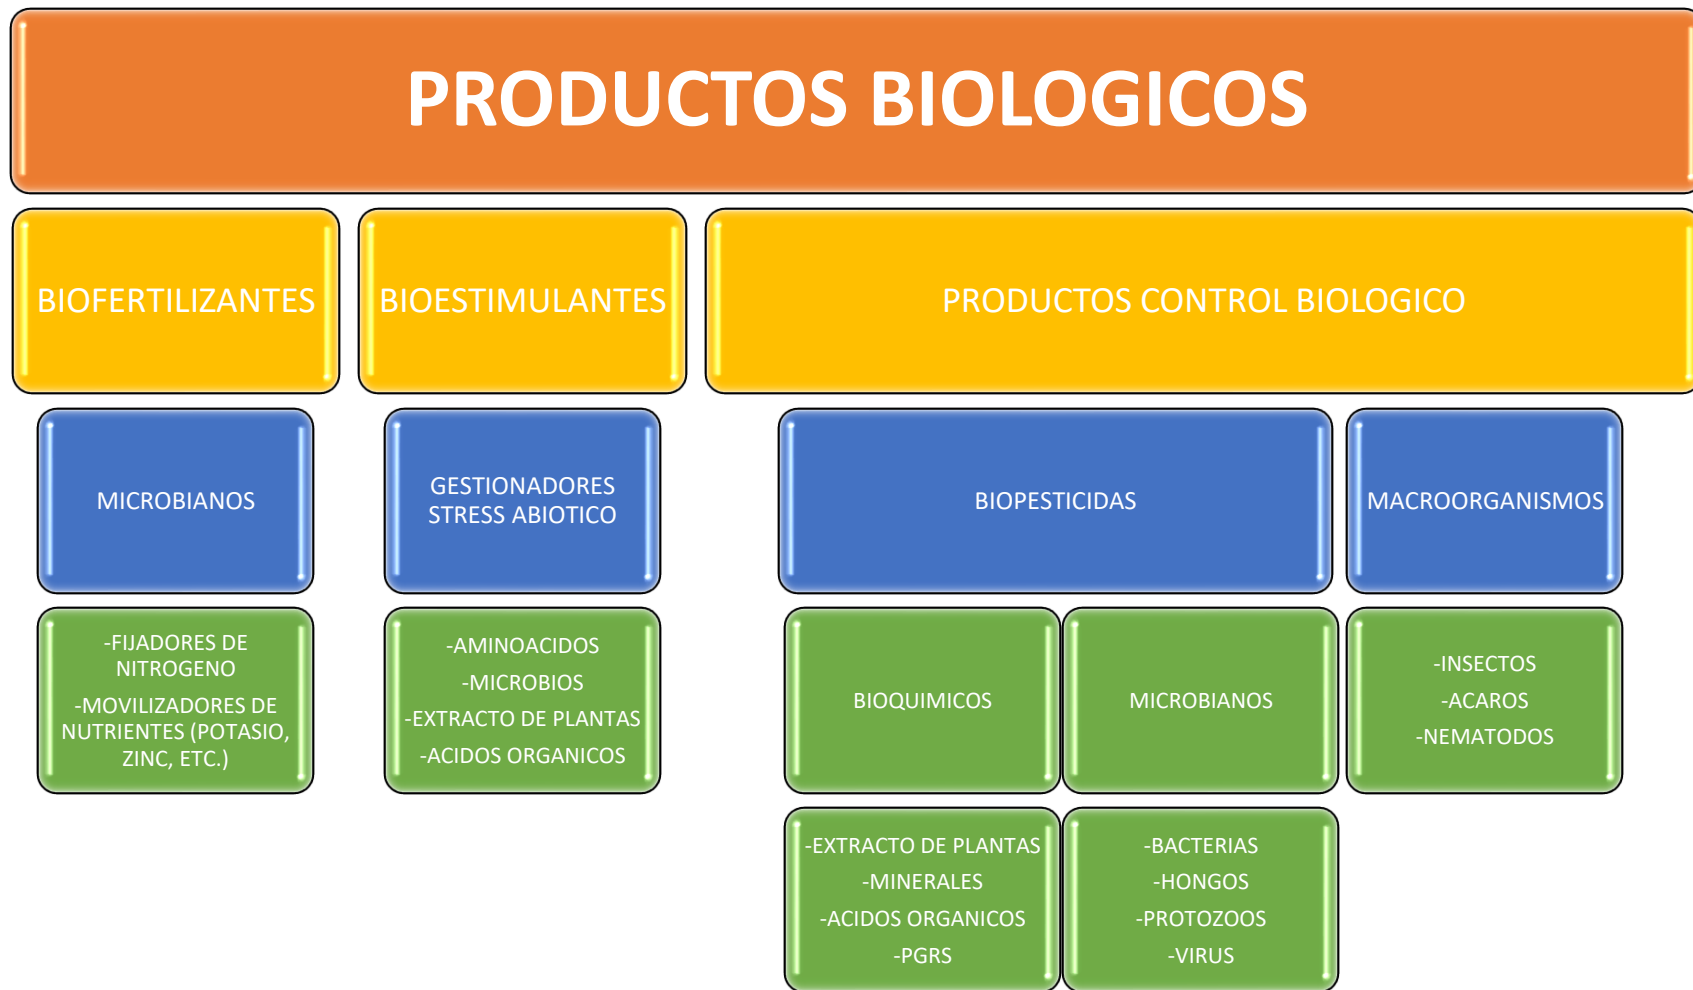 PRODUCTOS BIOLOGICOS
BIOFERTILIZANTES
BIOESTIMULANTES
PRODUCTOS CONTROL BIOLOGICO
MICROBIANOS
GESTIONADORES
STRESS ABIOTICO
BIOPESTICIDAS
MACROORGANISMOS
-FIJADORES DE
NITROGENO
-MOVILIZADORES DE
NUTRIENTES (POTASIO,
ZINC, ETC.)
-AMINOACIDOS
-MICROBIOS
-EXTRACTO DE PLANTAS
-ACIDOS ORGANICOS
BIOQUIMICOS
MICROBIANOS
-INSECTOS
-ACAROS
-NEMATODOS
-EXTRACTO DE PLANTAS
-MINERALES
-ACIDOS ORGANICOS
-PGRS
-BACTERIAS
-HONGOS
-PROTOZOOS
-VIRUS